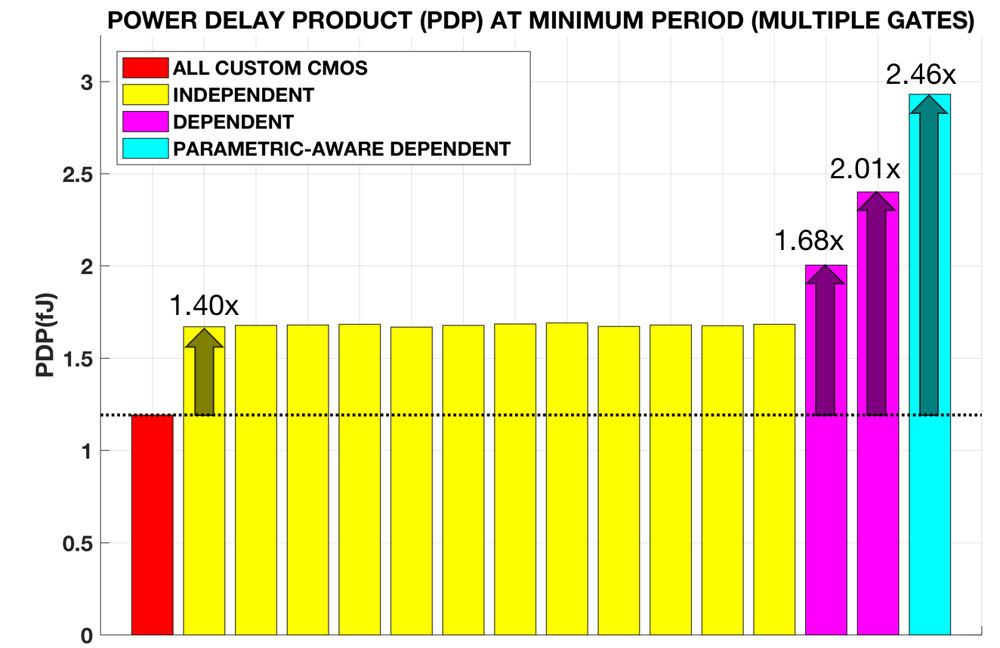 POWER DELAY PRODUCT (PDP) AT MINIMUM PERIOD (MULTIPLE GATES)
ALL CUSTOM CMOS
INDEPENDENT
DEPENDENT
PARAMETRIC-AWARE DEPENDENT
2.46x
2.01x
1.68x
1.40x
PDP(fJ)
3
2.5
2
1.5
1
0.5
0